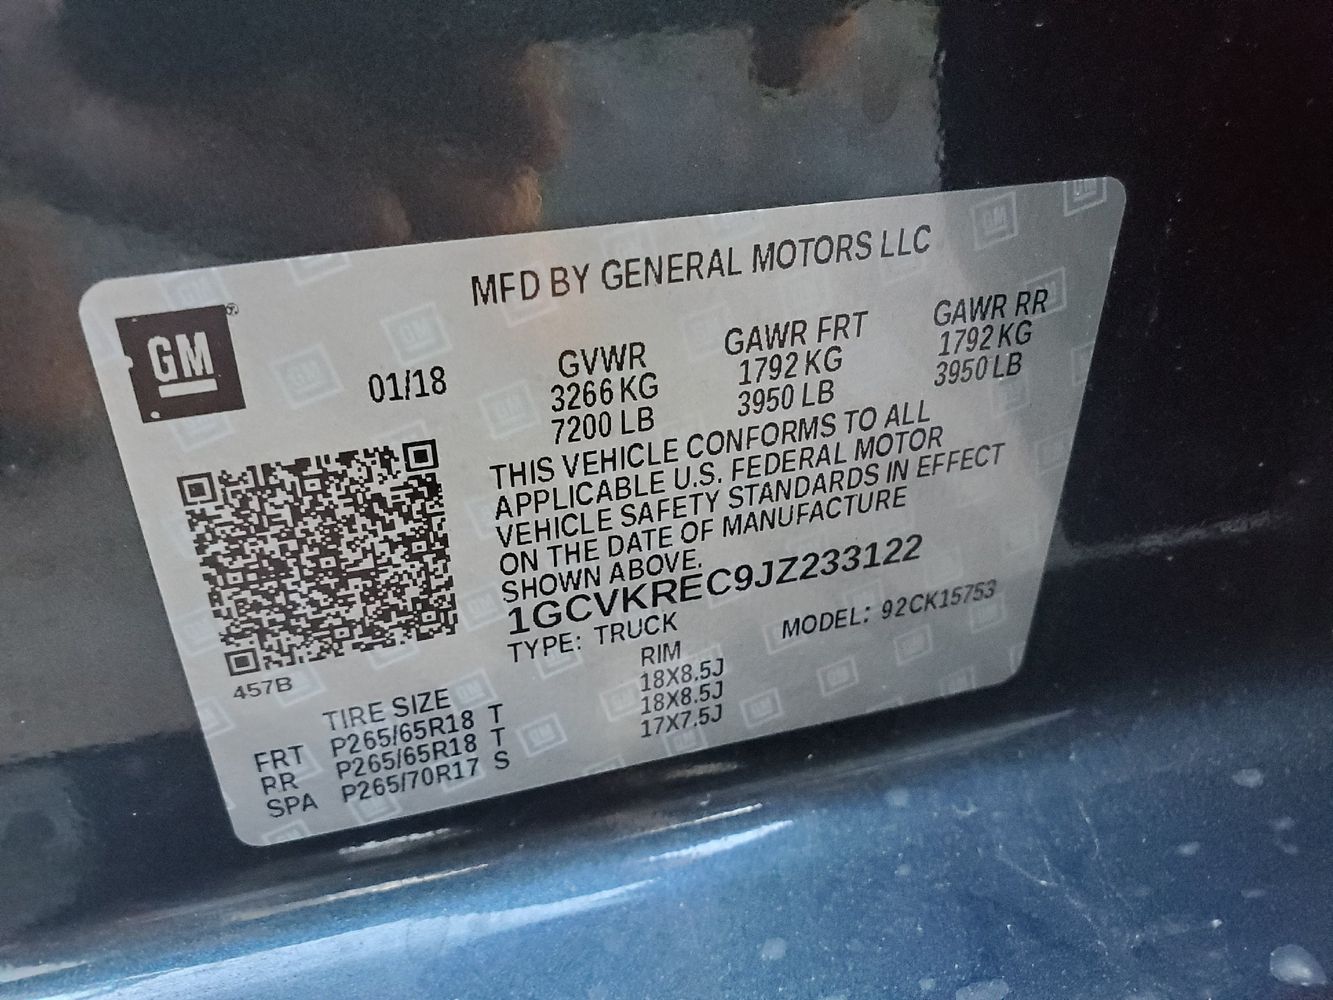 MFD BY GENERAL MOTORS LLC
GM®
01/18
GVWR GAWR FRT GAWR RR
3266 KG 1792 KG 1792 KG
7200 LB 3950 LB 3950 LB
THIS VEHICLE CONFORMS TO ALL
APPLICABLE U.S. FEDERAL MOTOR
VEHICLE SAFETY STANDARDS IN EFFECT
ON THE DATE OF MANUFACTURE
SHOWN ABOVE.
1GCVKREC9JZ233122
TYPE: TRUCK MODEL: 92CK15753
457B
TIRE SIZE RIM
FRT P265/65R18 T 18X8.5J
RR P265/65R18 T 18X8.5J
SPA P265/70R17 S 17X7.5J